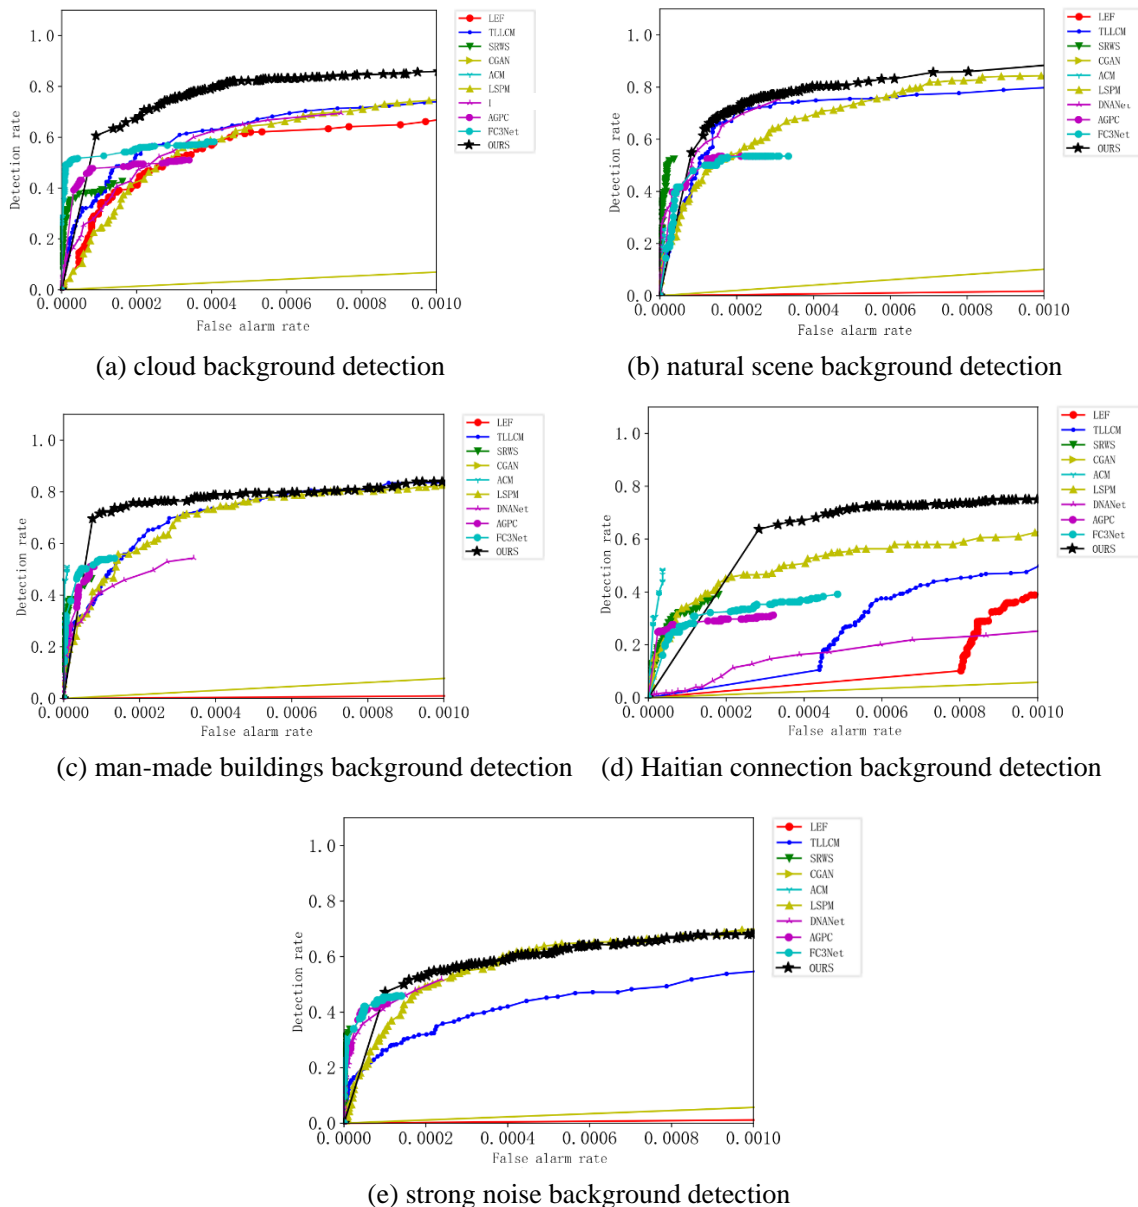 1.0
0.8
0.6
0.4
0.2
0.0
Detection rate
0.0000 0.0002 0.0004 0.0006 0.0008 0.0010
False alarm rate
LEF
TLLCM
SRWS
CGAN
ACM
LSPM
AGPC
FC3Net
OURS
(a) cloud background detection
1.0
0.8
0.6
0.4
0.2
0.0
Detection rate
0.0000 0.0002 0.0004 0.0006 0.0008 0.0010
False alarm rate
LEF
TLLCM
SRWS
CGAN
ACM
LSPM
DNANet
AGPC
FC3Net
OURS
(b) natural scene background detection
1.0
0.8
0.6
0.4
0.2
0.0
Detection rate
0.0000 0.0002 0.0004 0.0006 0.0008 0.0010
False alarm rate
LEF
TLLCM
SRWS
CGAN
ACM
LSPM
DNANet
AGPC
FC3Net
OURS
(c) man-made buildings background detection
1.0
0.8
0.6
0.4
0.2
0.0
Detection rate
0.0000 0.0002 0.0004 0.0006 0.0008 0.0010
False alarm rate
LEF
TLLCM
SRWS
CGAN
ACM
LSPM
DNANet
AGPC
FC3Net
OURS
(d) Haitian connection background detection
1.0
0.8
0.6
0.4
0.2
0.0
Detection rate
0.0000 0.0002 0.0004 0.0006 0.0008 0.0010
False alarm rate
LEF
TLLCM
SRWS
CGAN
ACM
LSPM
DNANet
AGPC
FC3Net
OURS
(e) strong noise background detection